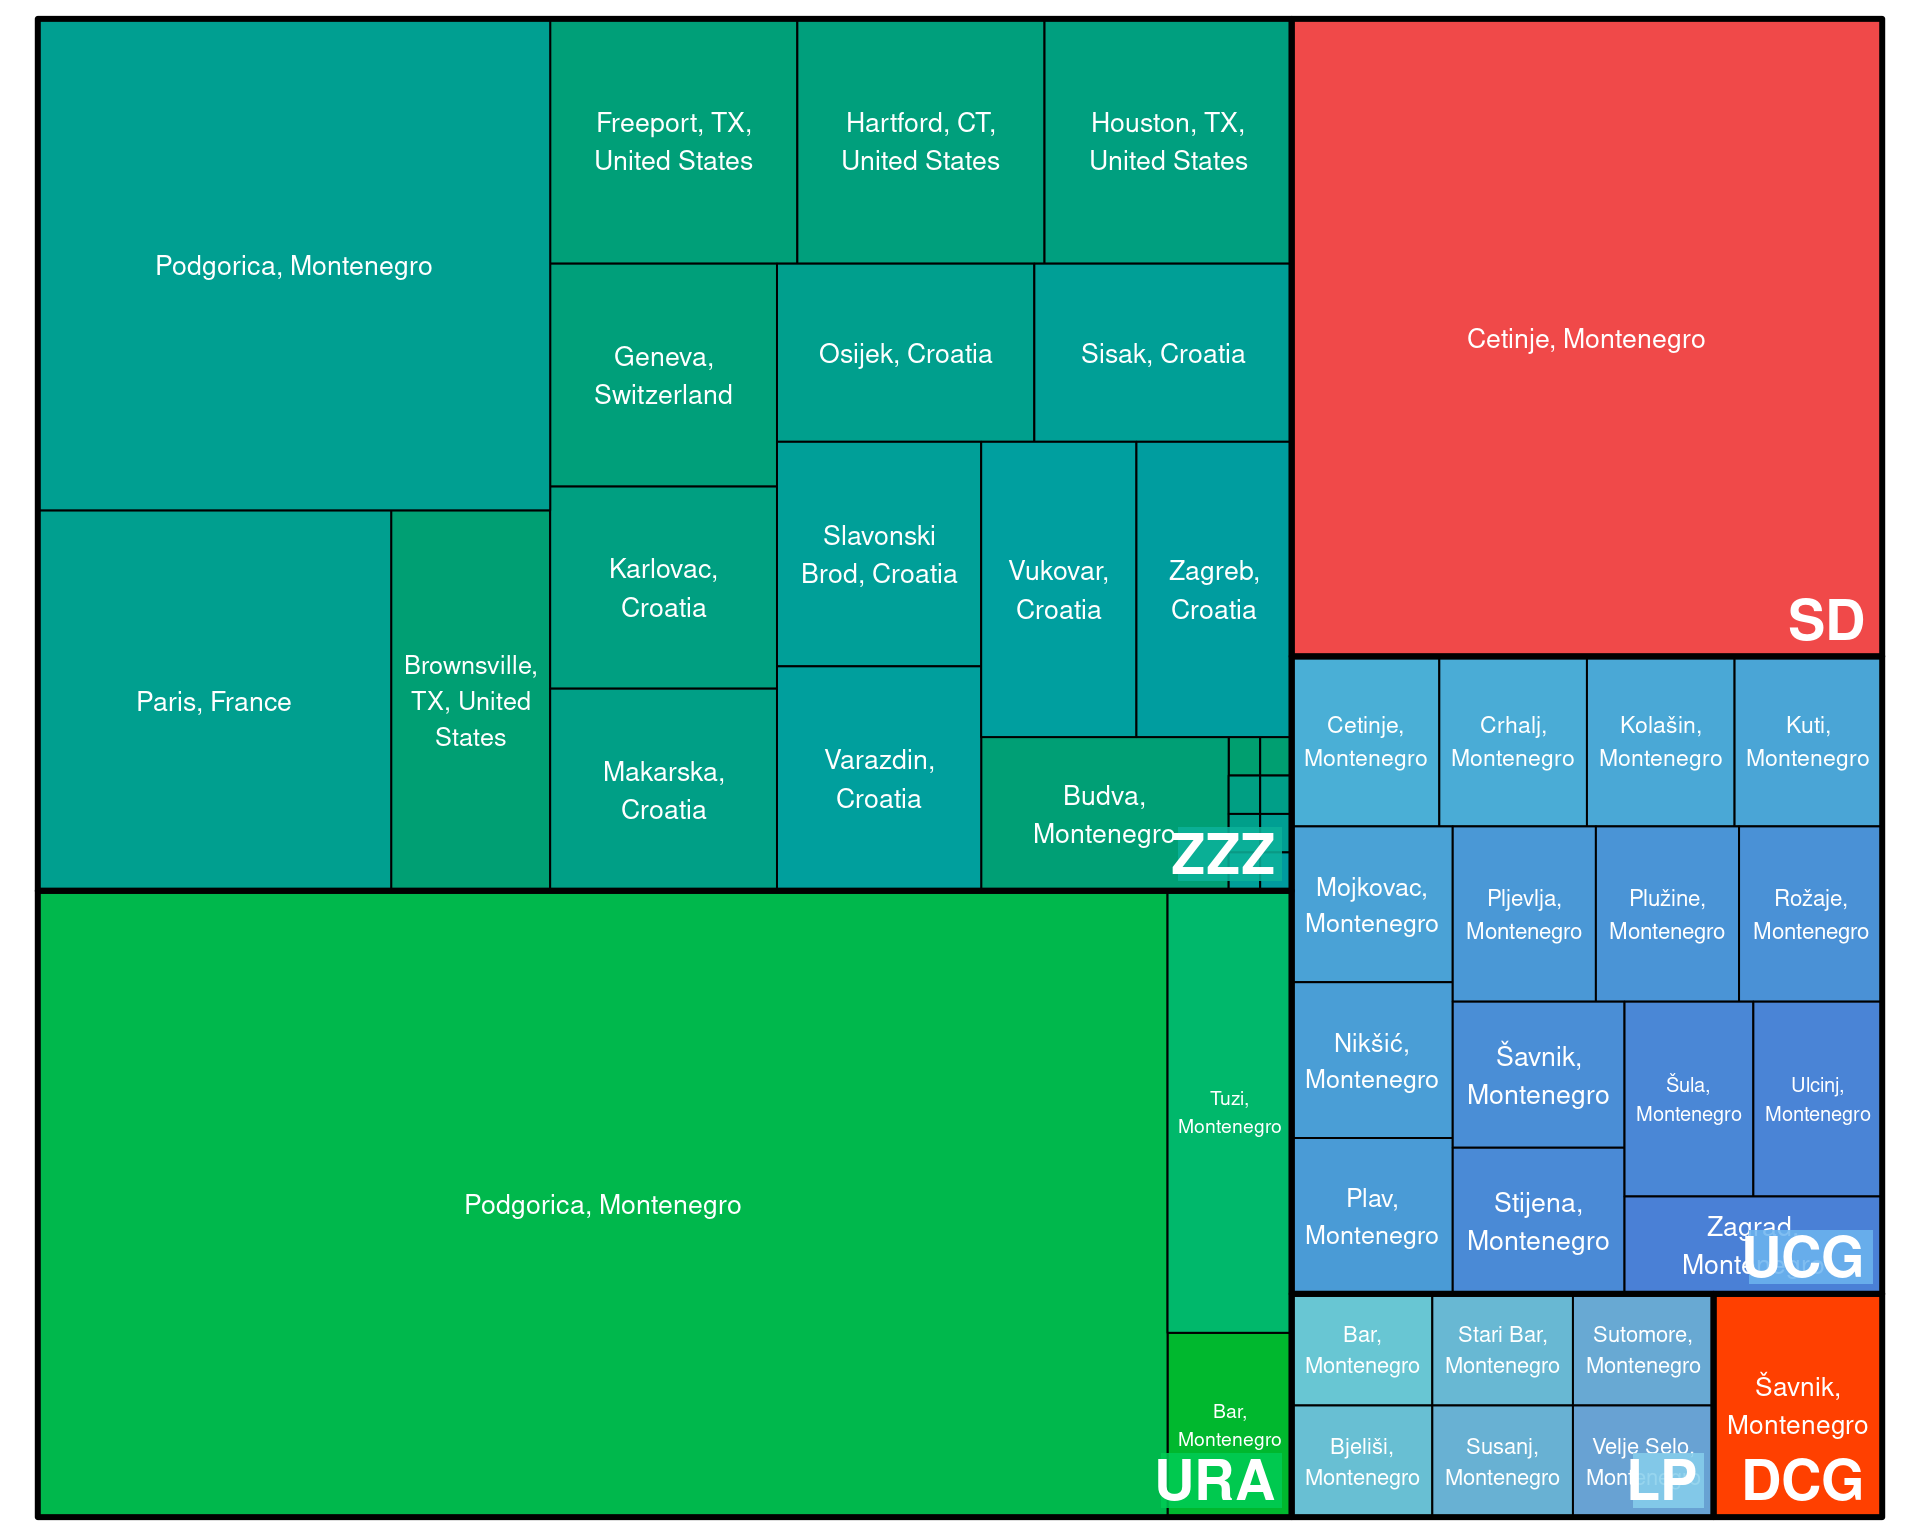 Podgorica, Montenegro
Paris, France
Brownsville,
TX, United
States
Freeport, TX,
United States
Hartford, CT,
United States
Houston, TX,
United States
Geneva,
Switzerland
Karlovac,
Croatia
Makarska,
Croatia
Osijek, Croatia
Sisak, Croatia
Slavonski
Brod, Croatia
Varazdin,
Croatia
Vukovar,
Croatia
Zagreb,
Croatia
Budva,
Montenegro
ZZZ
Podgorica, Montenegro
Tuzi,
Montenegro
Bar,
Montenegro
URA
Cetinje, Montenegro
SD
Cetinje,
Montenegro
Crhalj,
Montenegro
Kolašin,
Montenegro
Kuti,
Montenegro
Mojkovac,
Montenegro
Nikšić,
Montenegro
Plav,
Montenegro
Pljevlja,
Montenegro
Plužine,
Montenegro
Rožaje,
Montenegro
Šavnik,
Montenegro
Stijena,
Montenegro
Šula,
Montenegro
Ulcinj,
Montenegro
Zagrad,
Montenegro
UCG
Bar,
Montenegro
Bjeliši,
Montenegro
Stari Bar,
Montenegro
Susanj,
Montenegro
Sutomore,
Montenegro
Velje Selo,
Montenegro
LP
Šavnik,
Montenegro
DCG